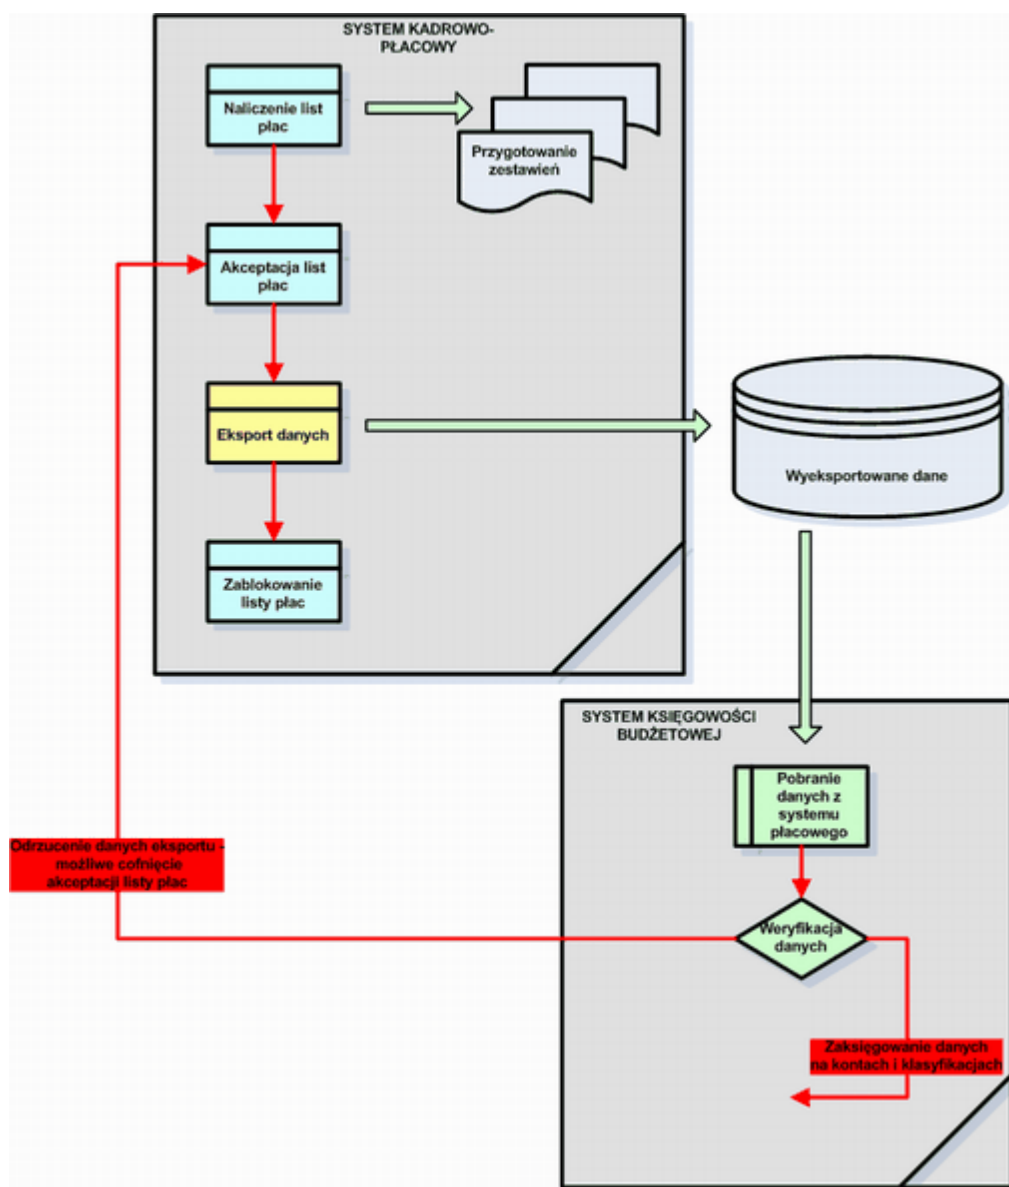 SYSTEM KADROWO-
PŁACOWY
Naliczenie list
płac
Przygotowanie
zestawień
Akceptacja list
płac
Eksport danych
Wyeksportowane dane
Zablokowanie
listy płac
SYSTEM KSIĘGOWOŚCI
BUDŻETOWEJ
Pobranie
danych z
systemu
płacowego
Odrzucenie danych eksportu -
możliwe cofnięcie
akceptacji listy płac
Weryfikacja
danych
Zaksięgowanie danych
na kontach i klasyfikacjach